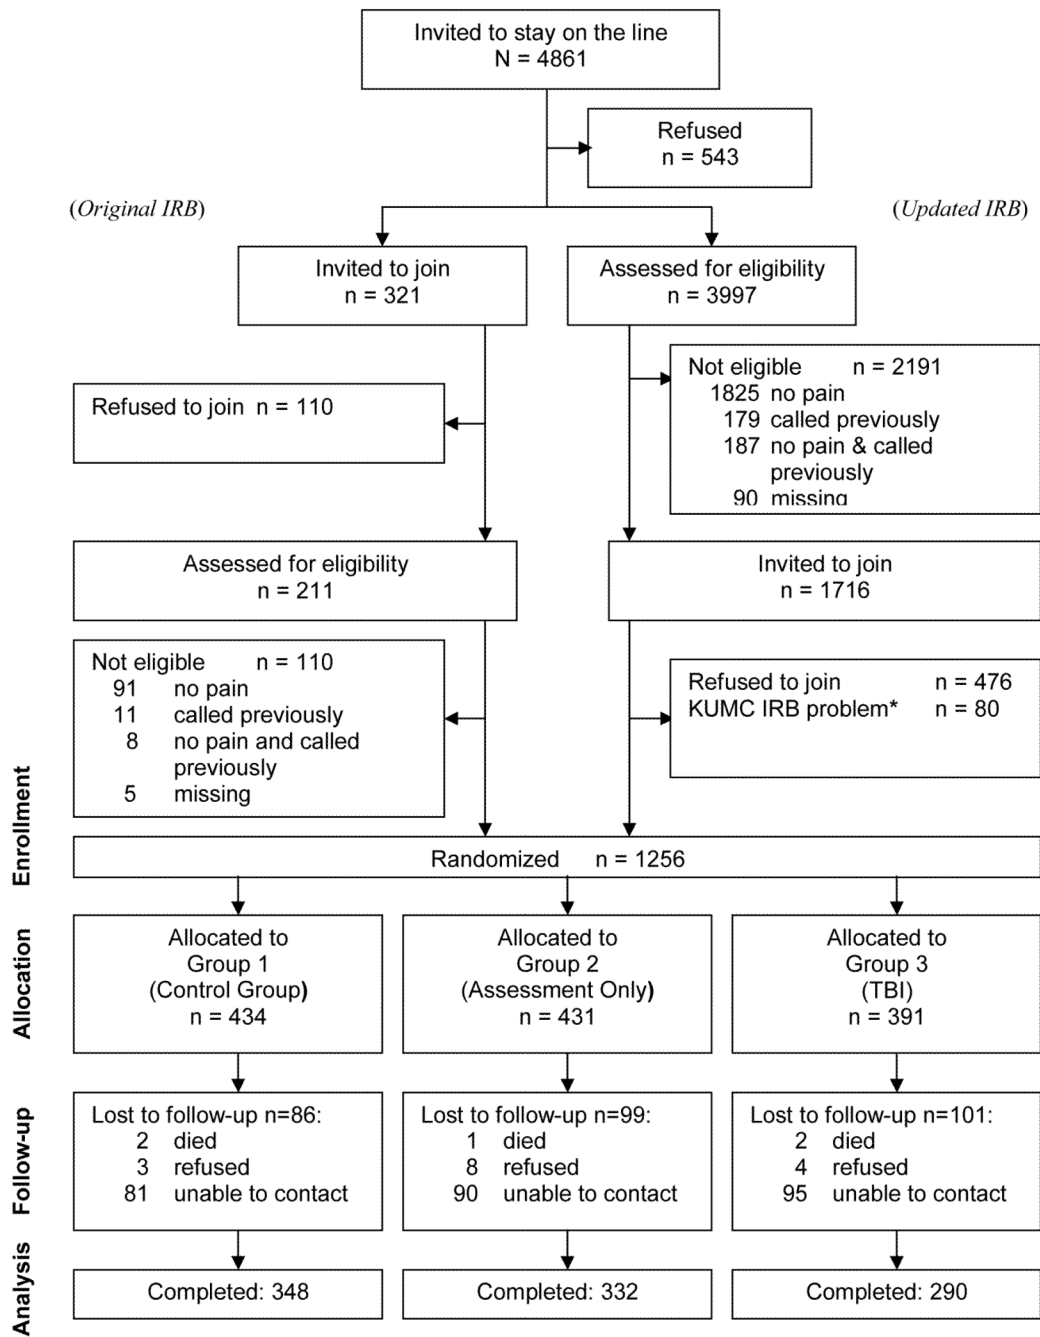 Invited to stay on the line
N = 4861
Refused
n = 543
(Original IRB)
(Updated IRB)
Invited to join
n = 321
Assessed for eligibility
n = 3997
Not eligible n = 2191
1825 no pain
179 called previously
187 no pain & called
previously
90 missing
Refused to join n = 110
Assessed for eligibility
n = 211
Invited to join
n = 1716
Not eligible n = 110
91 no pain
11 called previously
8 no pain and called
previously
5 missing
Refused to join n = 476
KUMC IRB problem* n = 80
Enrollment
Randomized n = 1256
Allocation
Allocated to
Group 1
(Control Group)
n = 434
Allocated to
Group 2
(Assessment Only)
n = 431
Allocated to
Group 3
(TBI)
n = 391
Follow-up
Lost to follow-up n=86:
2 died
3 refused
81 unable to contact
Lost to follow-up n=99:
1 died
8 refused
90 unable to contact
Lost to follow-up n=101:
2 died
4 refused
95 unable to contact
Analysis
Completed: 348
Completed: 332
Completed: 290